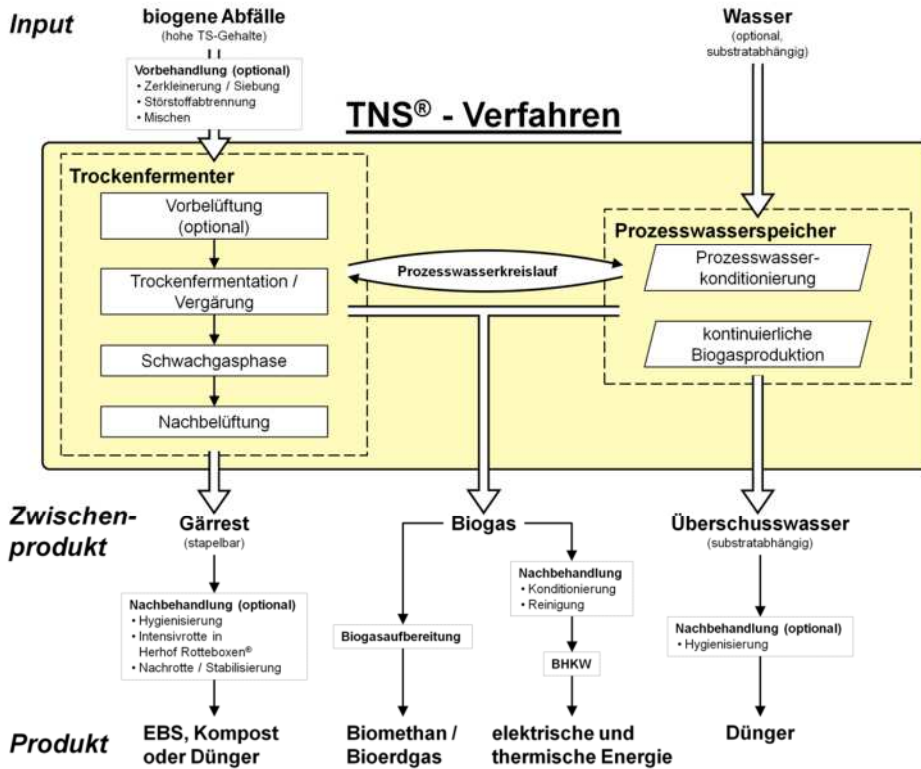 Input
biogene Abfälle
(hohe TS-Gehalte)
Wasser
(optional,
substratabhängig)
Vorbehandlung (optional)
• Zerkleinerung / Siebung
• Störstoffabtrennung
• Mischen
TNS® - Verfahren
Trockenfermenter
Vorbelüftung
(optional)
Trockenfermentation /
Vergärung
Schwachgasphase
Nachbelüftung
Prozesswasserkreislauf
Prozesswasserspeicher
Prozesswasser-
konditionierung
kontinuierliche
Biogasproduktion
Zwischen-
produkt
Gärrest
(stapelbar)
Biogas
Überschusswasser
(substratabhängig)
Nachbehandlung (optional)
• Hygienisierung
• Intensivrotte in
Herhof Rotteboxen®
• Nachrotte / Stabilisierung
Biogasaufbereitung
Nachbehandlung
• Konditionierung
• Reinigung
BHKW
Nachbehandlung (optional)
• Hygienisierung
Produkt
EBS, Kompost
oder Dünger
Biomethan /
Bioerdgas
elektrische und
thermische Energie
Dünger